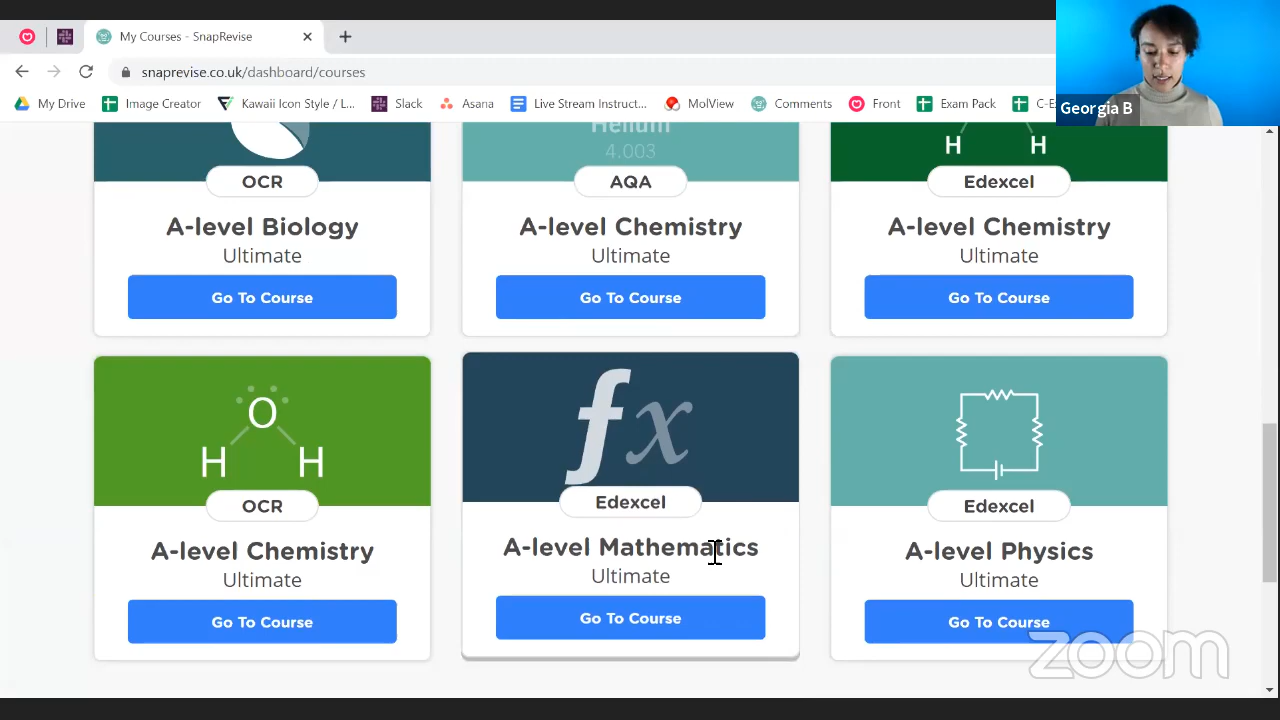 My Courses - SnapRevise
snaprevise.co.uk/dashboard/courses
My Drive
Image Creator
Kawaii Icon Style / L...
Slack
Asana
Live Stream Instruct...
MolView
Comments
Front
Exam Pack
C-E
Georgia B
Helium
4.003
H H
OCR
AQA
Edexcel
A-level Biology
A-level Chemistry
A-level Chemistry
Ultimate
Ultimate
Ultimate
Go To Course
Go To Course
Go To Course
O
H H
fx
OCR
Edexcel
Edexcel
A-level Chemistry
A-level Mathematics
A-level Physics
Ultimate
Ultimate
Ultimate
Go To Course
Go To Course
Go To Course
zoom